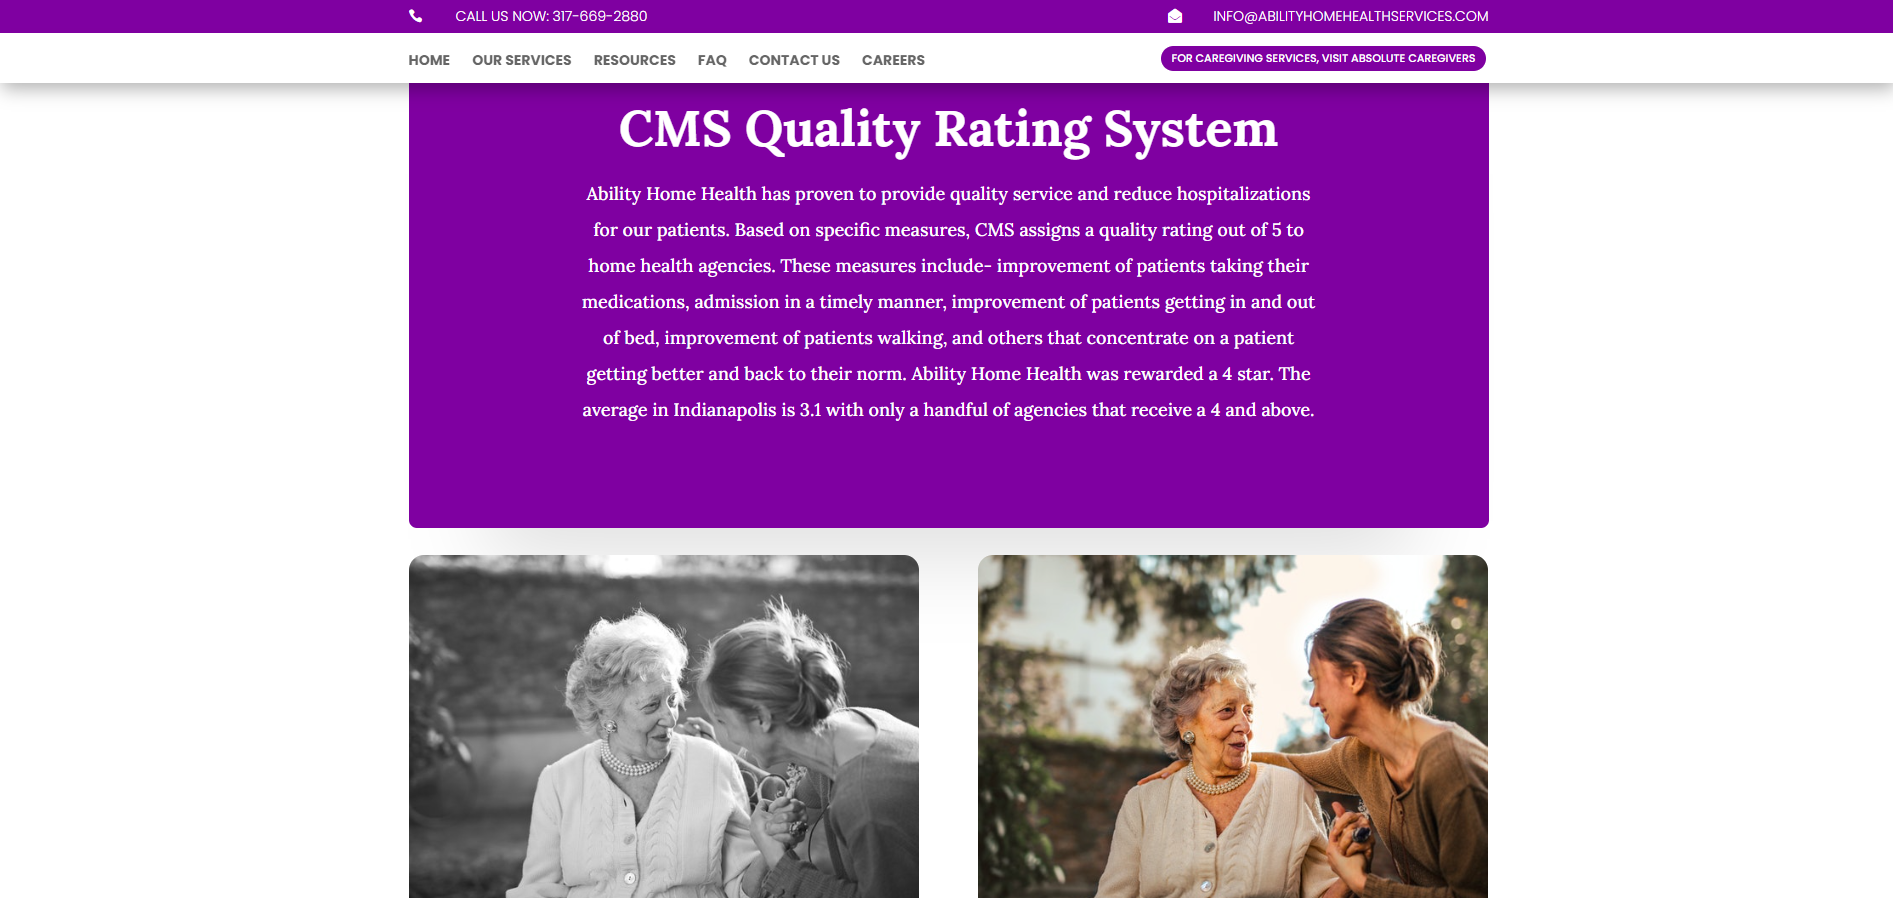 CALL US NOW: 317-669-2880
INFO@ABILITYHOMEHEALTHSERVICES.COM
HOME OUR SERVICES RESOURCES FAQ CONTACT US CAREERS
FOR CAREGIVING SERVICES, VISIT ABSOLUTE CAREGIVERS
CMS Quality Rating System
Ability Home Health has proven to provide quality service and reduce hospitalizations
for our patients. Based on specific measures, CMS assigns a quality rating out of 5 to
home health agencies. These measures include- improvement of patients taking their
medications, admission in a timely manner, improvement of patients getting in and out
of bed, improvement of patients walking, and others that concentrate on a patient
getting better and back to their norm. Ability Home Health was rewarded a 4 star. The
average in Indianapolis is 3.1 with only a handful of agencies that receive a 4 and above.